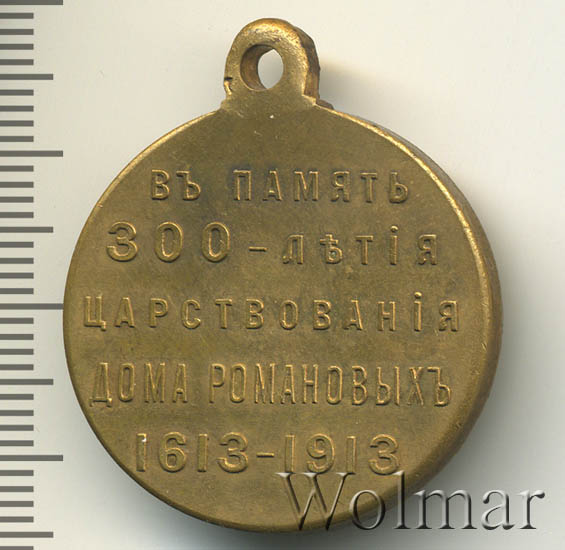 ВЪ ПАМЯТЬ
300-ЛѢТІЯ
ЦАРСТВОВАНІЯ
ДОМА РОМАНОВЫХЪ
1613-1913
Wolmar